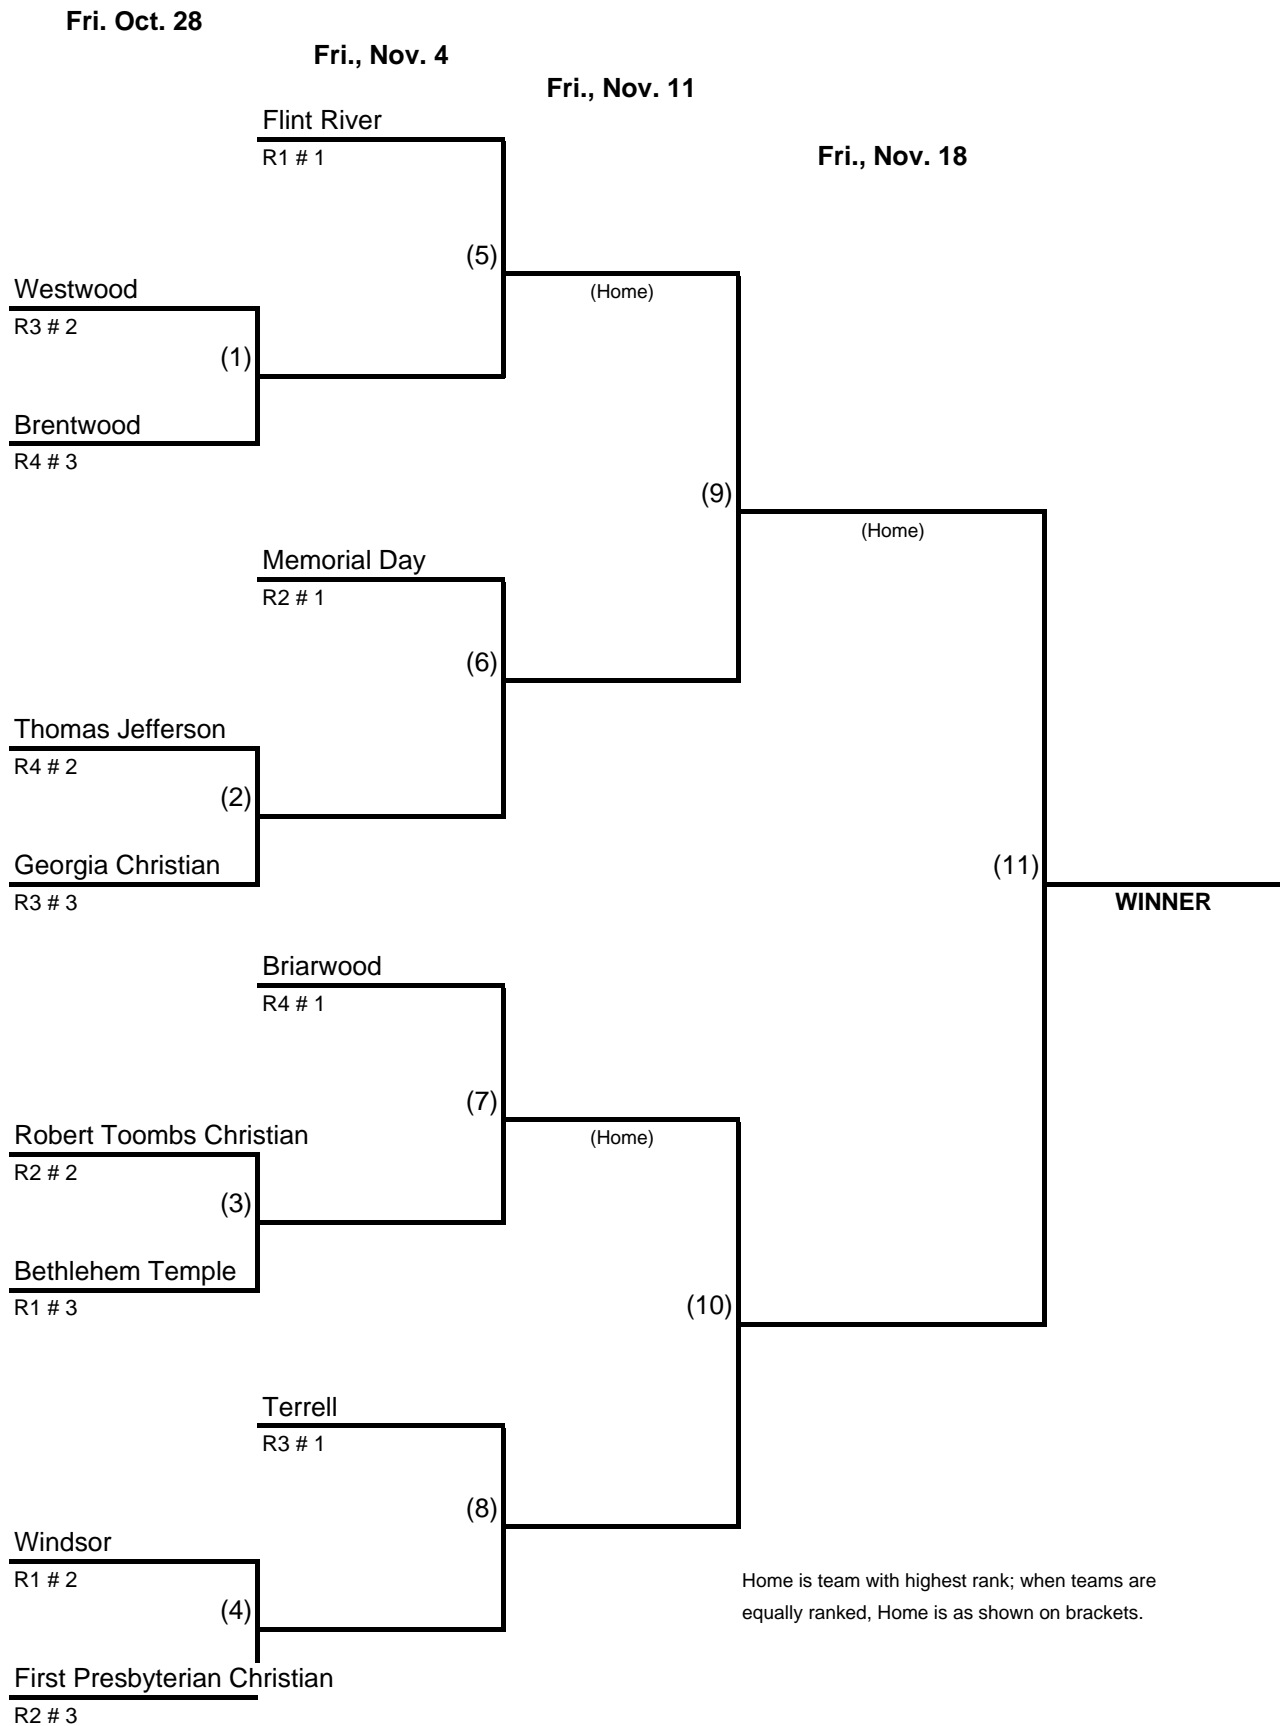 Fri. Oct. 28
Fri., Nov. 4
Fri., Nov. 11
Flint River
R1 # 1
Fri., Nov. 18
(5)
Westwood
(Home)
R3 # 2
(1)
Brentwood
R4 # 3
(9)
(Home)
Memorial Day
R2 # 1
(6)
Thomas Jefferson
R4 # 2
(2)
Georgia Christian
(11)
R3 # 3
WINNER
Briarwood
R4 # 1
(7)
Robert Toombs Christian
(Home)
R2 # 2
(3)
Bethlehem Temple
R1 # 3
(10)
Terrell
R3 # 1
(8)
Windsor
R1 # 2
Home is team with highest rank; when teams are
equally ranked, Home is as shown on brackets.
(4)
First Presbyterian Christian
R2 # 3